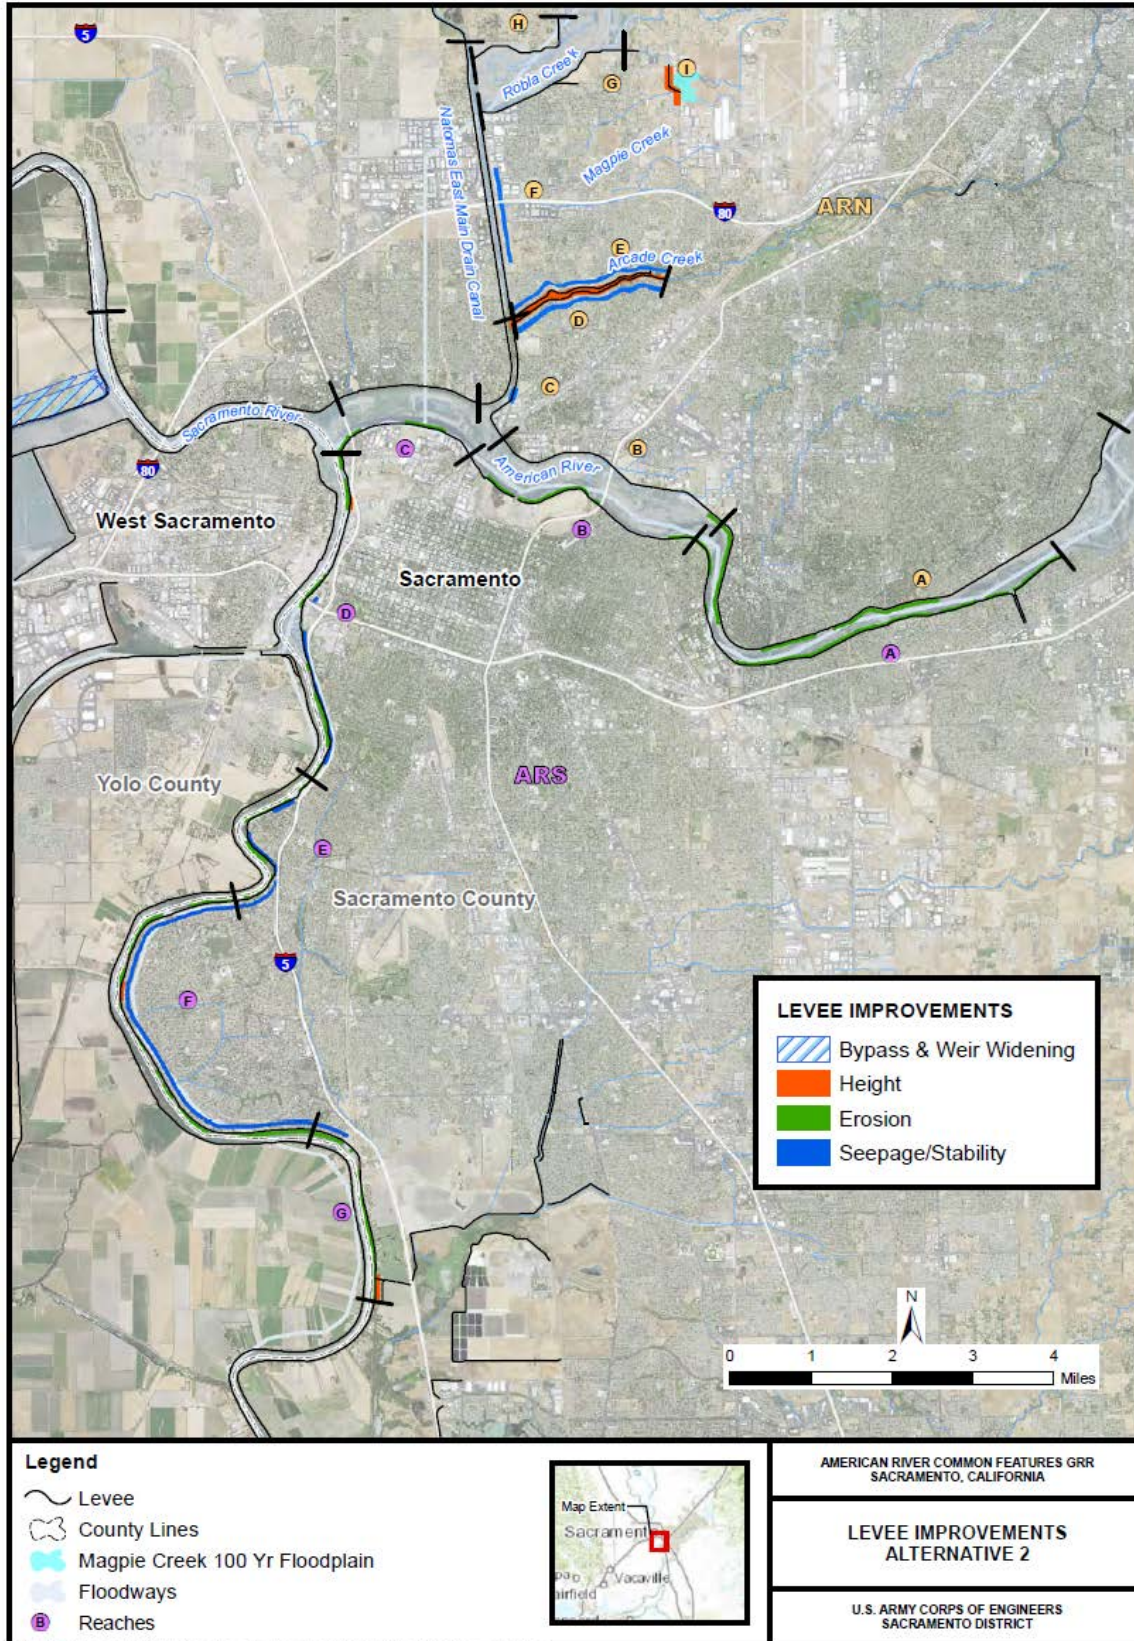 5
H
Robla Creek
I
G
Natomas East Main Drain Canal
Magpie Creek
F
80
ARN
E
Arcade Creek
D
C
Sacramento River
C
B
American River
80
West Sacramento
B
Sacramento
A
D
A
ARS
Yolo County
E
Sacramento County
5
F
G
LEVEE IMPROVEMENTS
Bypass & Weir Widening
Height
Erosion
Seepage/Stability
N
0 1 2 3 4
Miles
Legend
Levee
County Lines
Magpie Creek 100 Yr Floodplain
Floodways
B Reaches
Map Extent
Sacrament
Vacaville
airfield
AMERICAN RIVER COMMON FEATURES GRR
SACRAMENTO, CALIFORNIA
LEVEE IMPROVEMENTS
ALTERNATIVE 2
U.S. ARMY CORPS OF ENGINEERS
SACRAMENTO DISTRICT